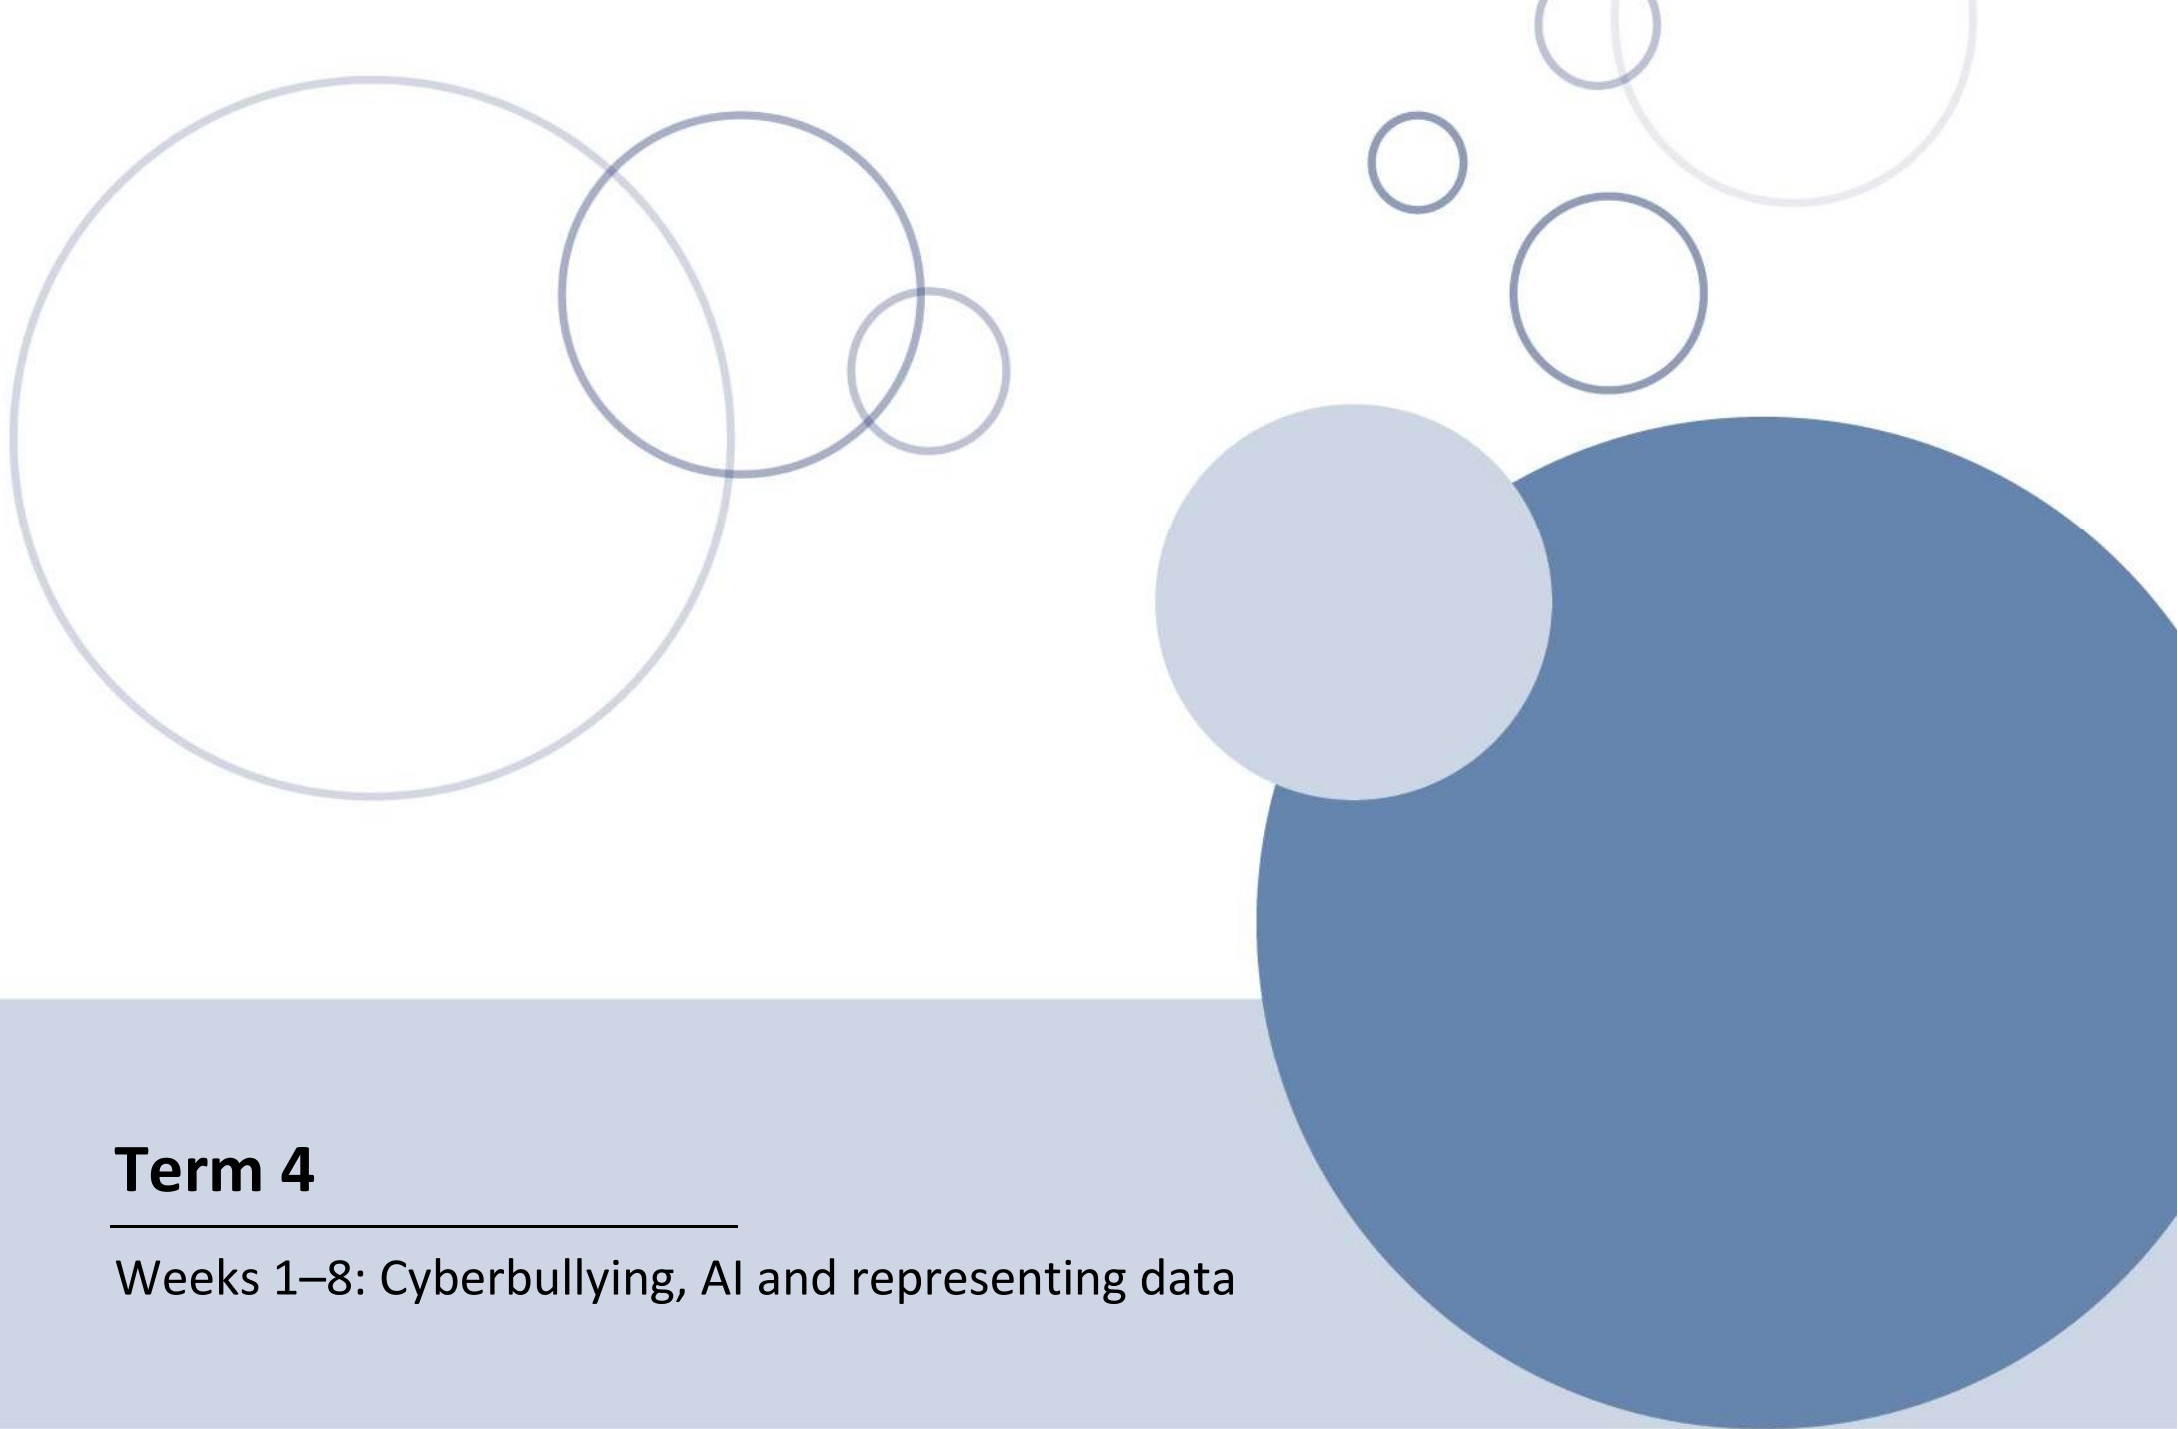 Term 4
Weeks 1–8: Cyberbullying, AI and representing data